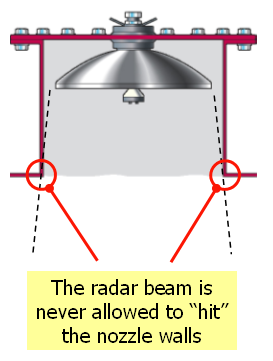 The radar beam is
never allowed to “hit”
the nozzle walls